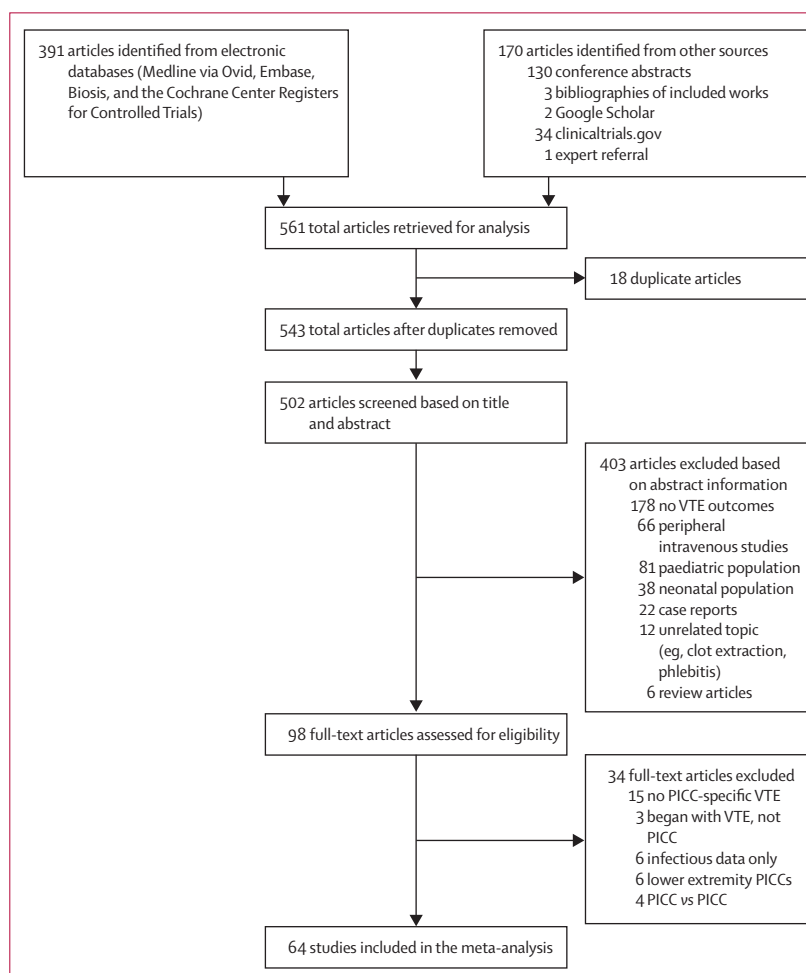 391 articles identified from electronic
databases (Medline via Ovid, Embase,
Biosis, and the Cochrane Center Registers
for Controlled Trials)
170 articles identified from other sources
130 conference abstracts
3 bibliographies of included works
2 Google Scholar
34 clinicaltrials.gov
1 expert referral
561 total articles retrieved for analysis
18 duplicate articles
543 total articles after duplicates removed
502 articles screened based on title
and abstract
403 articles excluded based
on abstract information
178 no VTE outcomes
66 peripheral
intravenous studies
81 paediatric population
38 neonatal population
22 case reports
12 unrelated topic
(eg, clot extraction,
phlebitis)
6 review articles
98 full-text articles assessed for eligibility
34 full-text articles excluded
15 no PICC-specific VTE
3 began with VTE, not
PICC
6 infectious data only
6 lower extremity PICCs
4 PICC vs PICC
64 studies included in the meta-analysis